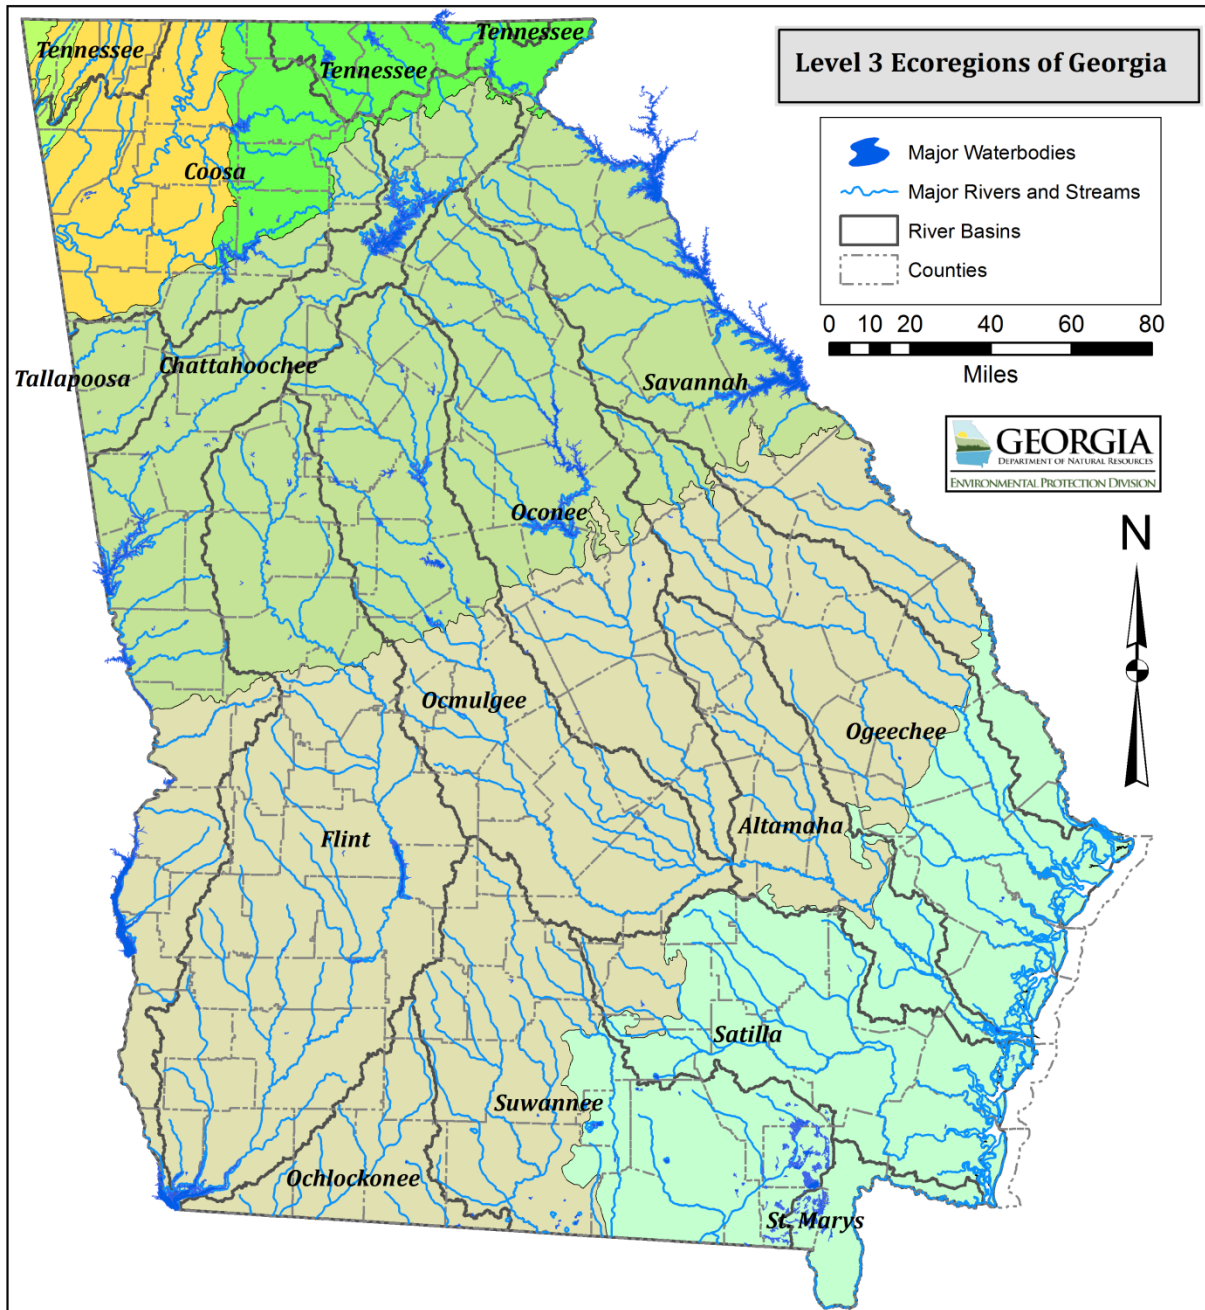 Tennessee
Tennessee
Tennessee
Level 3 Ecoregions of Georgia
Major Waterbodies
Major Rivers and Streams
River Basins
Counties
0 10 20 40 60 80
Miles
Coosa
Tallapoosa
Chattahoochee
Savannah
GEORGIA
DEPARTMENT OF NATURAL RESOURCES
ENVIRONMENTAL PROTECTION DIVISION
Oconee
N
Ocmulgee
Ogeechee
Flint
Altamaha
Satilla
Suwannee
Ochlockonee
St. Marys